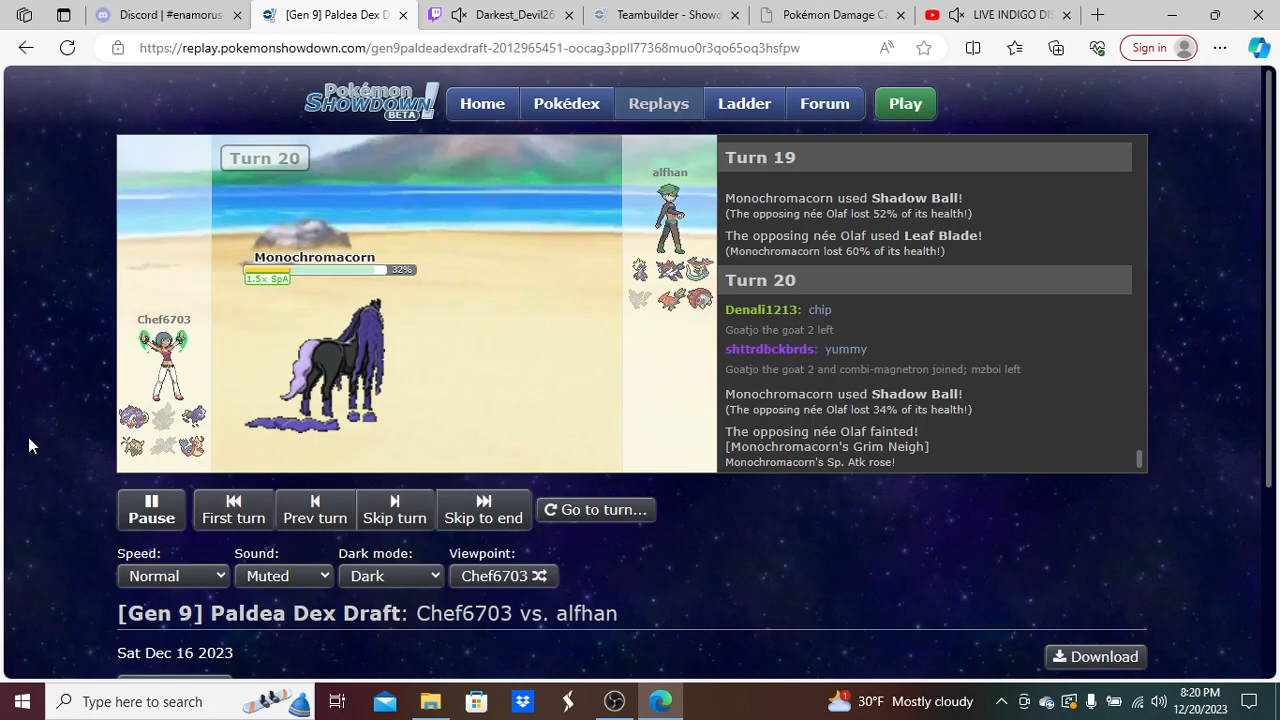 Discord | #enamorus
[Gen 9] Paldea Dex D
Darkest_Devil26
Teambuilder - Showd
Pokémon Damage Ca
LIVE INDIGO DIS
https://replay.pokemonshowdown.com/gen9paldeadexdraft-2012965451-oocag3ppll77368muo0r3qo65oq3hsfpw
Sign in
Pokémon
SHOWDOWN!
BETA
Home
Pokédex
Replays
Ladder
Forum
Play
Turn 20
alfhan
Chef6703
Monochromacorn
32%
1.5× SpA
Turn 19
Monochromacorn used Shadow Ball!
(The opposing née Olaf lost 52% of its health!)
The opposing née Olaf used Leaf Blade!
(Monochromacorn lost 60% of its health!)
Turn 20
Denali1213: chip
Goatjo the goat 2 left
shttrdbckbrds: yummy
Goatjo the goat 2 and combi-magnetron joined; mzboi left
Monochromacorn used Shadow Ball!
(The opposing née Olaf lost 34% of its health!)
The opposing née Olaf fainted!
[Monochromacorn's Grim Neigh]
Monochromacorn's Sp. Atk rose!
Pause
First turn
Prev turn
Skip turn
Skip to end
Go to turn...
Speed:
Sound:
Dark mode:
Viewpoint:
Normal
Muted
Dark
Chef6703
[Gen 9] Paldea Dex Draft: Chef6703 vs. alfhan
Sat Dec 16 2023
Download
Type here to search
1
30°F Mostly cloudy
8:20 PM
12/20/2023